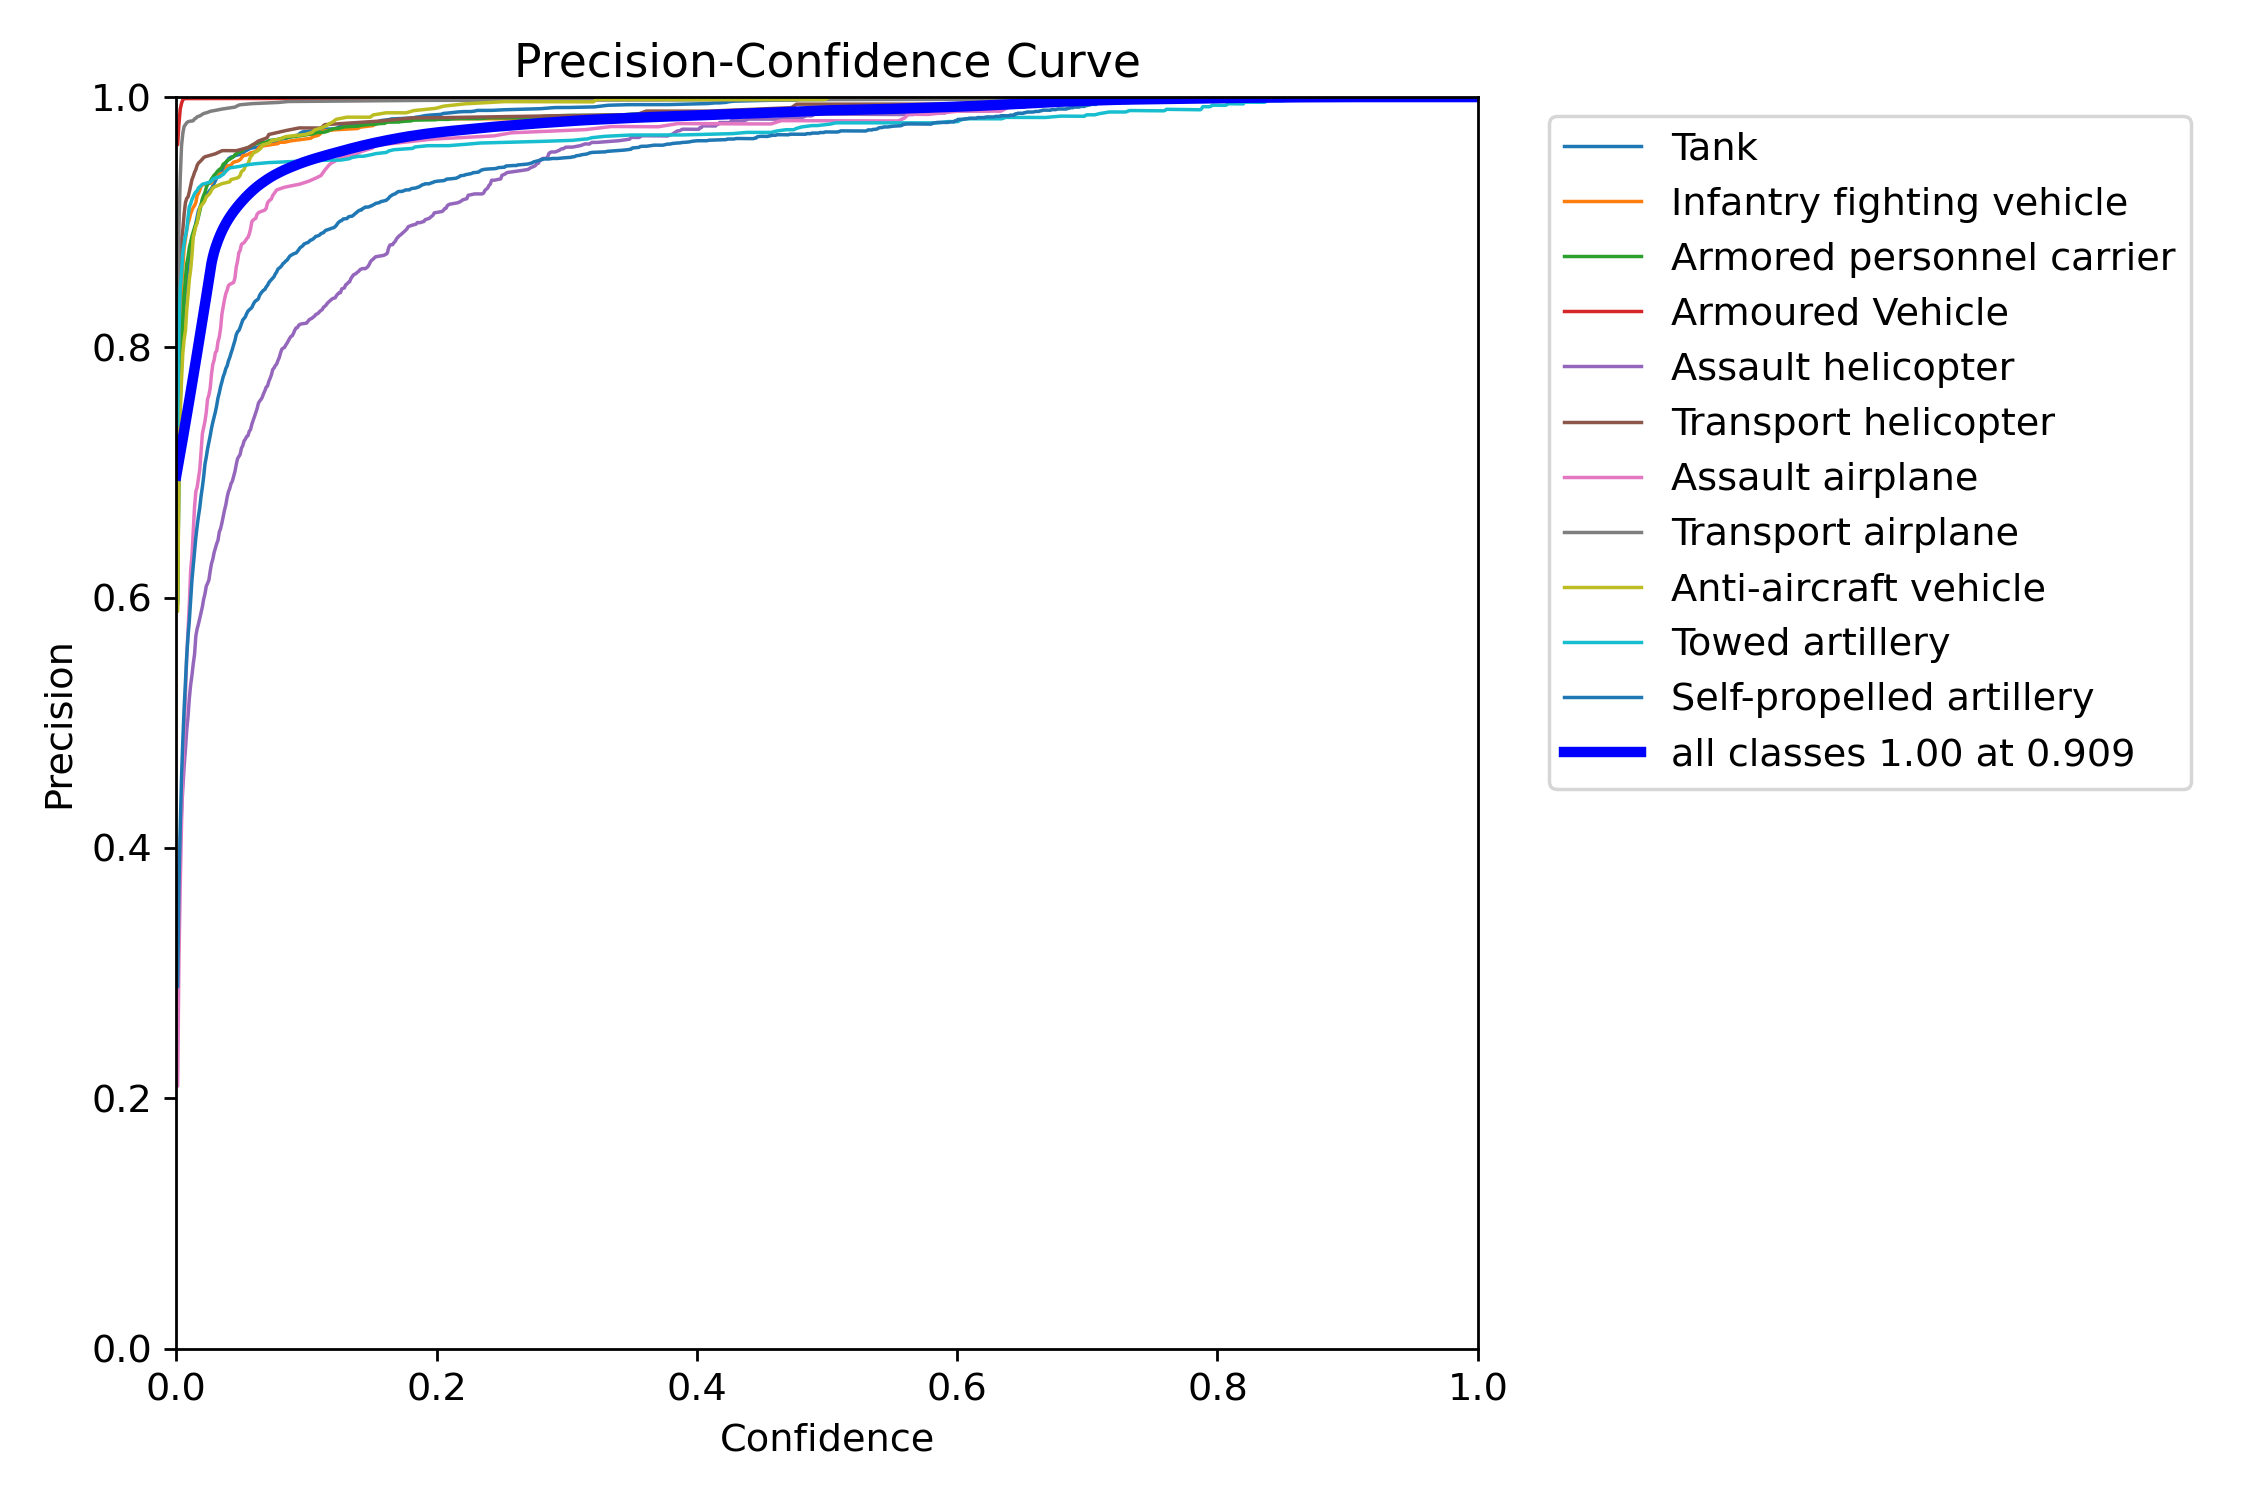 Precision-Confidence Curve
1.0
0.8
0.6
0.4
0.2
0.0
Precision
0.0 0.2 0.4 0.6 0.8 1.0
Confidence
Tank
Infantry fighting vehicle
Armored personnel carrier
Armoured Vehicle
Assault helicopter
Transport helicopter
Assault airplane
Transport airplane
Anti-aircraft vehicle
Towed artillery
Self-propelled artillery
all classes 1.00 at 0.909